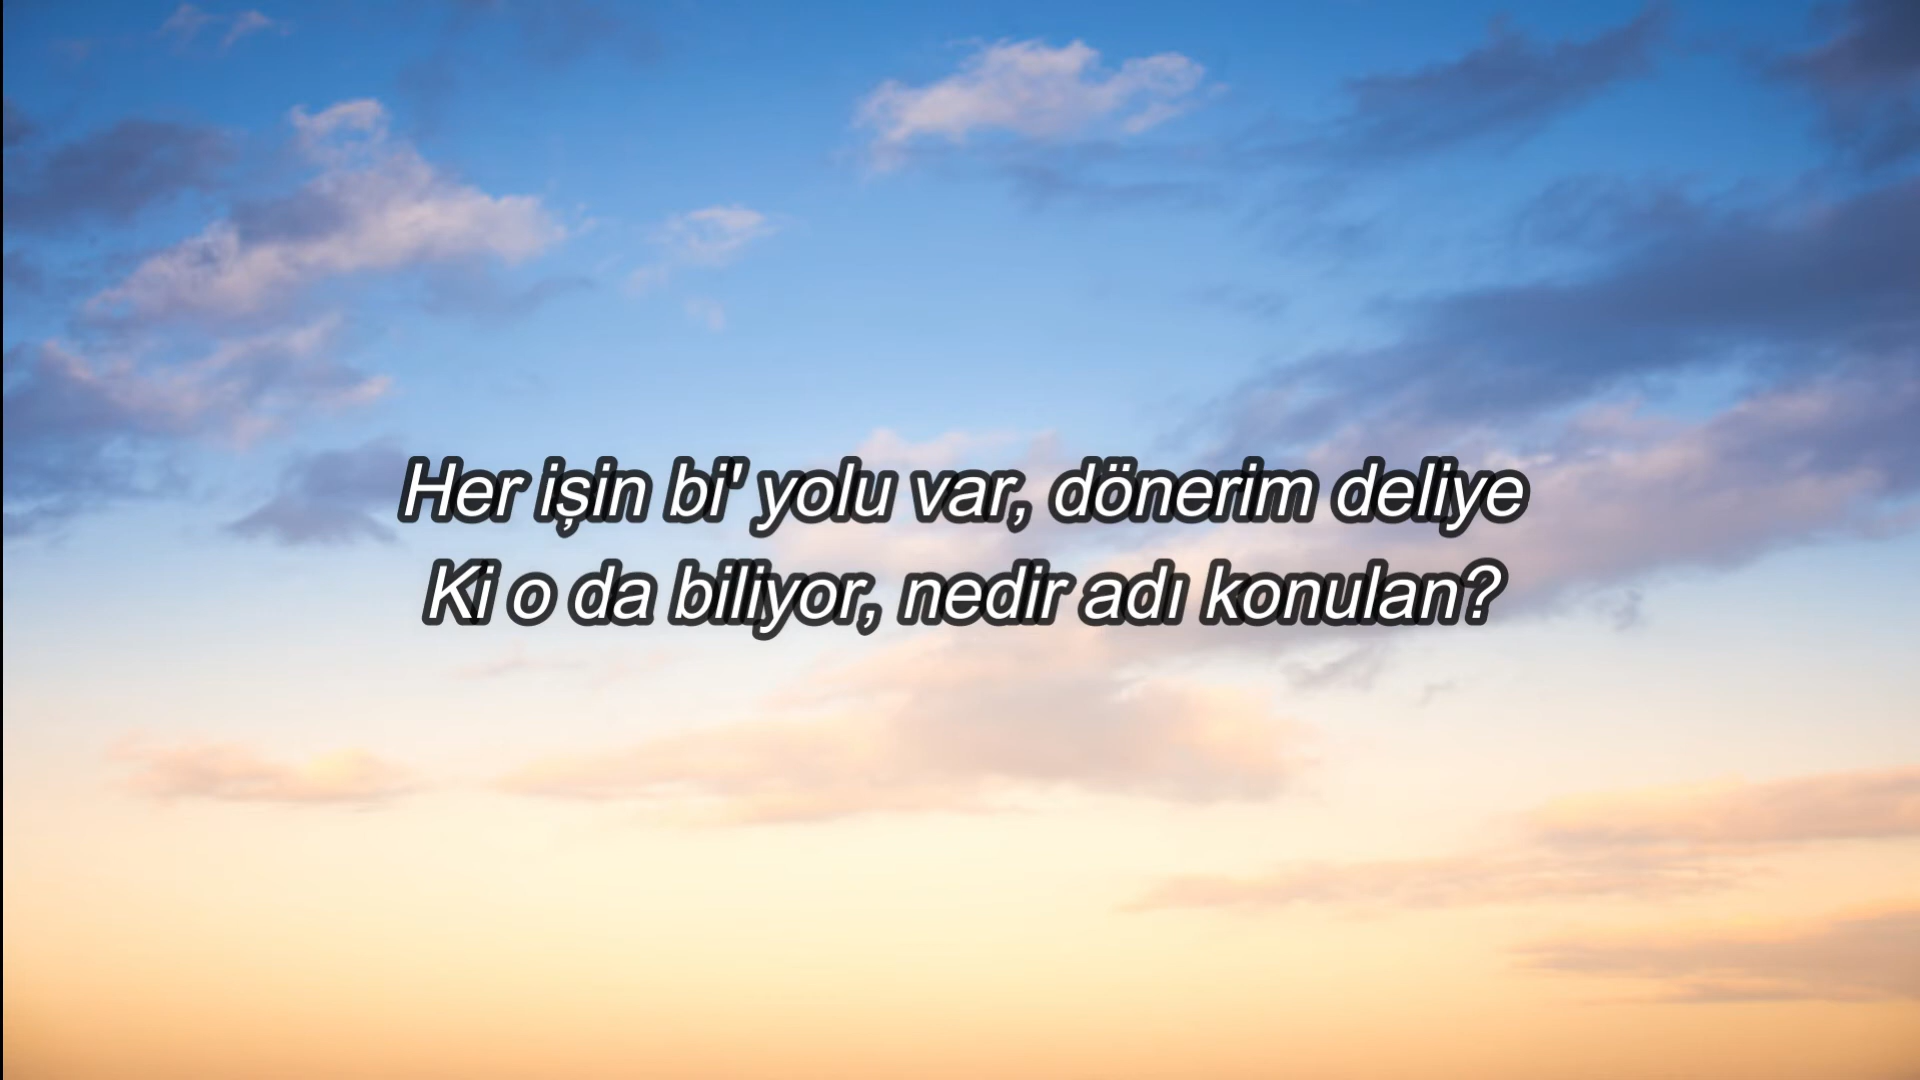 Her işin bi' yolu var, dönerim deliye
Ki o da biliyor, nedir adı konulan?